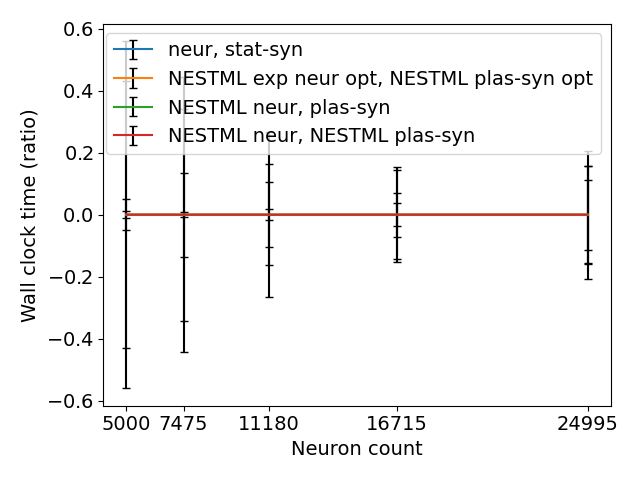 0.6
0.4
0.2
0.0
−0.2
−0.4
−0.6
Wall clock time (ratio)
neur, stat-syn
NESTML exp neur opt, NESTML plas-syn opt
NESTML neur, plas-syn
NESTML neur, NESTML plas-syn
5000 7475 11180 16715 24995
Neuron count